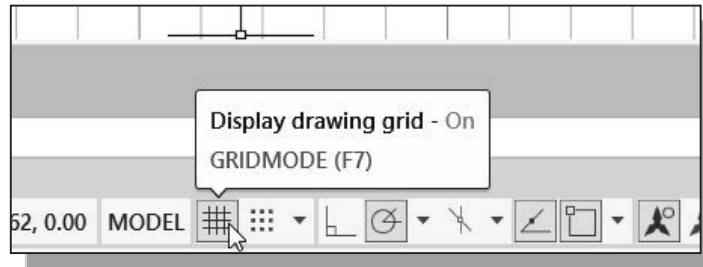 Display drawing grid - On
GRIDMODE (F7)
62, 0.00 MODEL